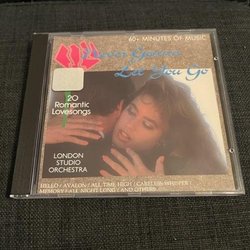 60+ MINUTES OF MUSIC
Never Gonna
Let You Go
20
Romantic
Lovesongs
LONDON
STUDIO
ORCHESTRA
HELLO / AVALON / ALL TIME HIGH / CARELESS WHISPER /
MEMORY / ALL NIGHT LONG / AND OTHERS